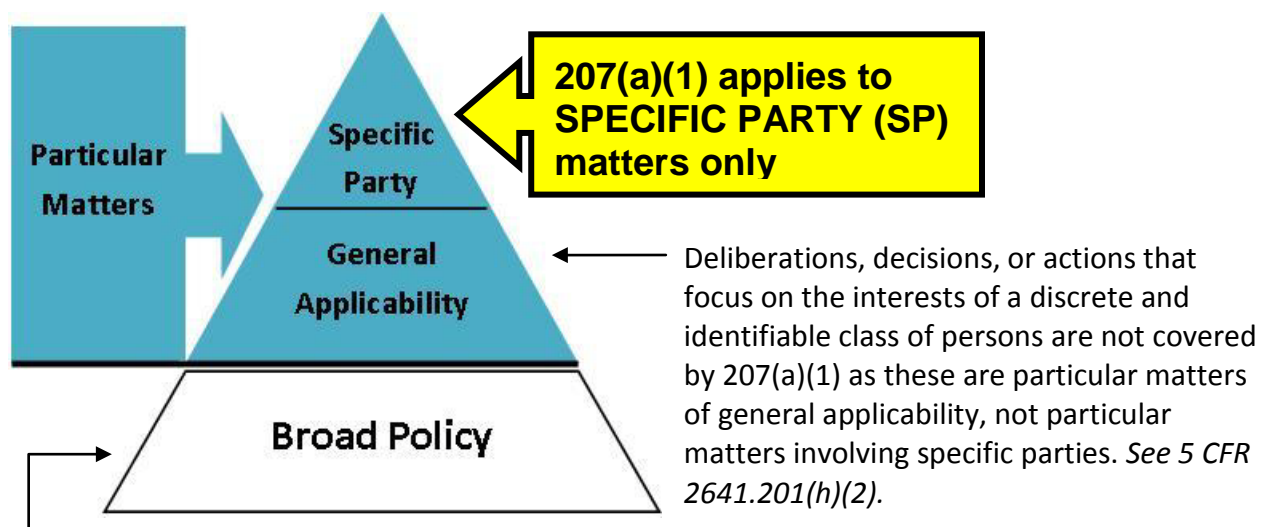 207(a)(1) applies to
SPECIFIC PARTY (SP)
matters only
Particular
Matters
Specific
Party
General
Applicability
Deliberations, decisions, or actions that
focus on the interests of a discrete and
identifiable class of persons are not covered
by 207(a)(1) as these are particular matters
of general applicability, not particular
matters involving specific parties. See 5 CFR
2641.201(h)(2).
Broad Policy